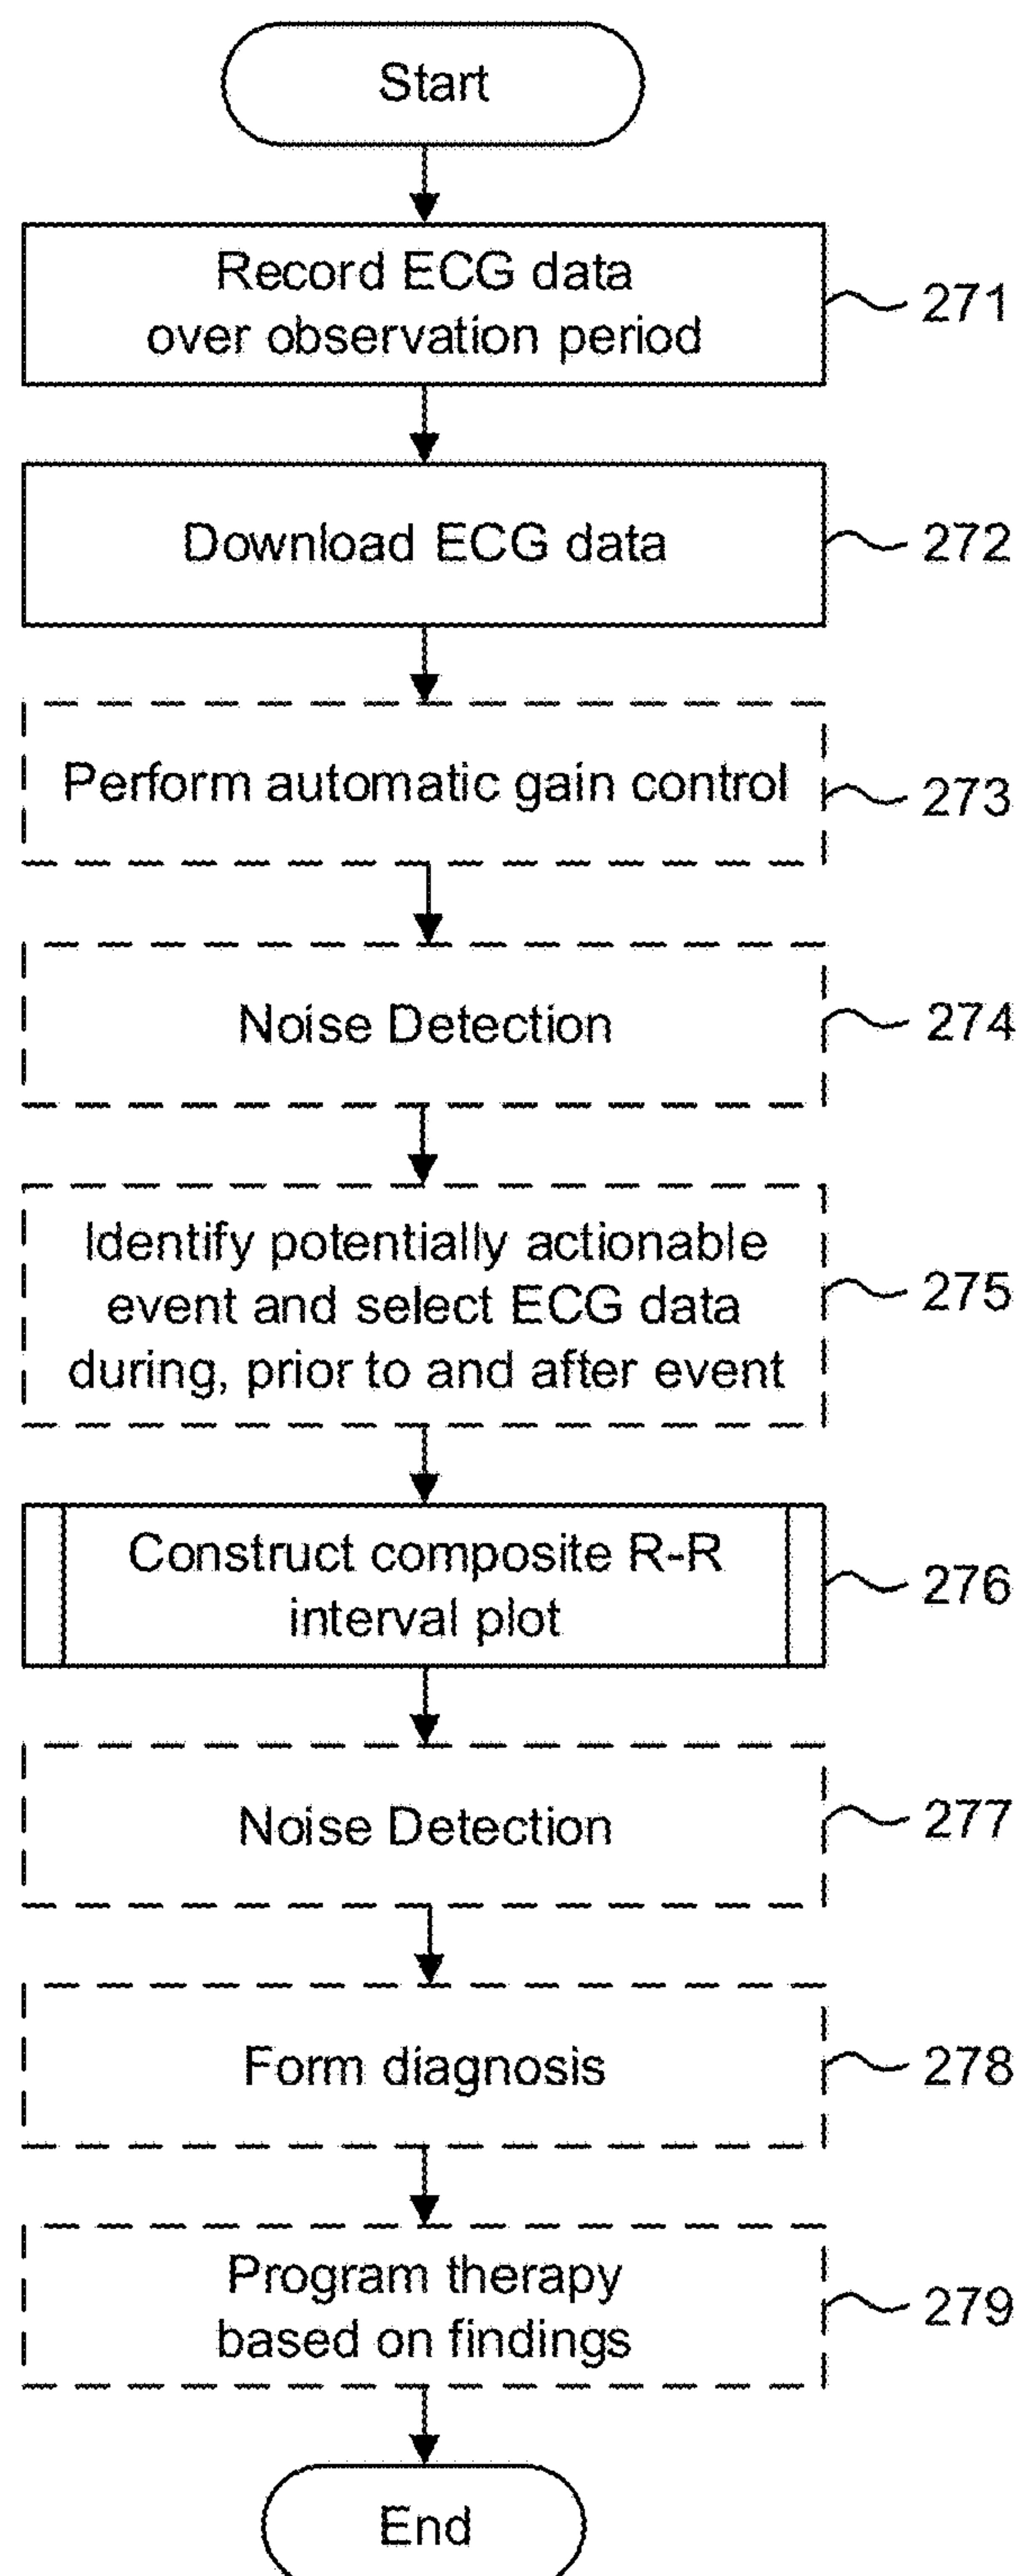 Start
Record ECG data
over observation period
271
Download ECG data
272
Perform automatic gain control
273
Noise Detection
274
Identify potentially actionable
event and select ECG data
during, prior to and after event
275
Construct composite R-R
interval plot
276
Noise Detection
277
Form diagnosis
278
Program therapy
based on findings
279
End